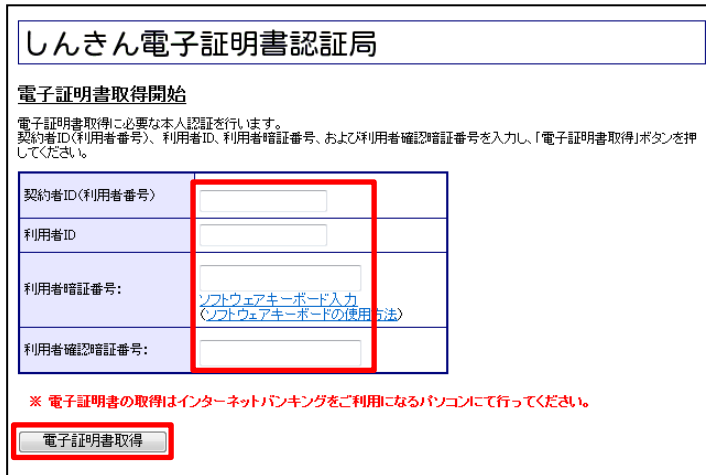 しんきん電子証明書認証局
電子証明書取得開始
電子証明書取得に必要な本人認証を行います。
契約者ID(利用者番号)、利用者ID、利用者暗証番号、および利用者確認暗証番号を入力し、「電子証明書取得」ボタンを押
してください。
契約者ID(利用者番号)
利用者ID
利用者暗証番号:
ソフトウェアキーボード入力
(ソフトウェアキーボードの使用方法)
利用者確認暗証番号:
※ 電子証明書の取得はインターネットバンキングをご利用になるパソコンにて行ってください。
電子証明書取得